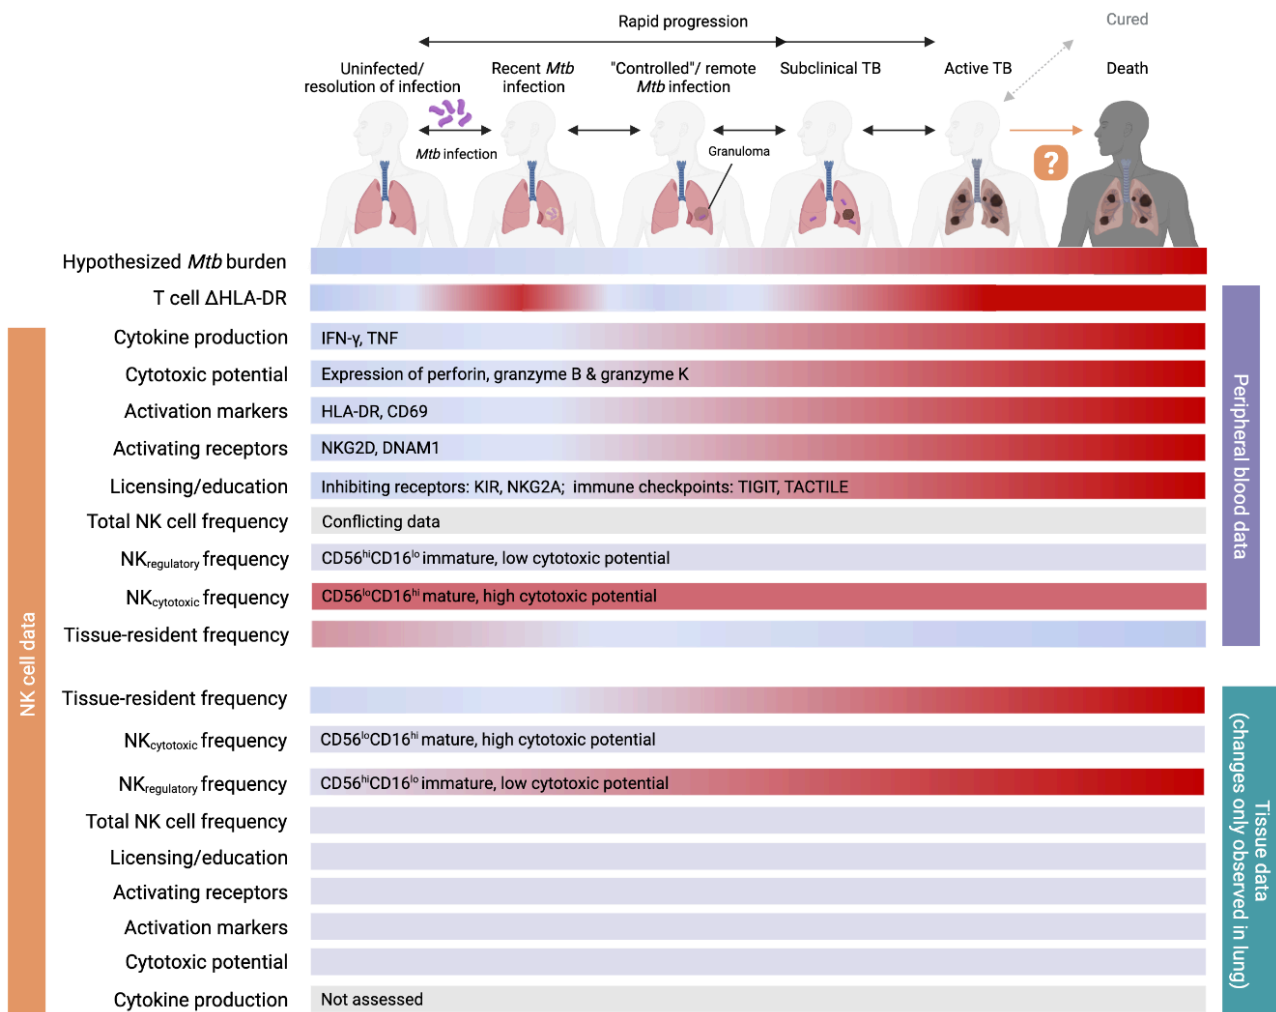 Rapid progression
Cured
Uninfected/
resolution of infection
Recent Mtb
infection
"Controlled"/ remote
Mtb infection
Subclinical TB
Active TB
Death
Mtb infection
Granuloma
?
Hypothesized Mtb burden
T cell ΔHLA-DR
Cytokine production
IFN-γ, TNF
Cytotoxic potential
Expression of perforin, granzyme B & granzyme K
Activation markers
HLA-DR, CD69
Activating receptors
NKG2D, DNAM1
Licensing/education
Inhibiting receptors: KIR, NKG2A; immune checkpoints: TIGIT, TACTILE
Total NK cell frequency
Conflicting data
NKregulatory frequency
CD56hiCD16lo immature, low cytotoxic potential
NKcytotoxic frequency
CD56loCD16hi mature, high cytotoxic potential
Tissue-resident frequency
Peripheral blood data
NK cell data
Tissue-resident frequency
NKcytotoxic frequency
CD56loCD16hi mature, high cytotoxic potential
NKregulatory frequency
CD56hiCD16lo immature, low cytotoxic potential
Total NK cell frequency
Licensing/education
Activating receptors
Activation markers
Cytotoxic potential
Cytokine production
Not assessed
Tissue data
(changes only observed in lung)